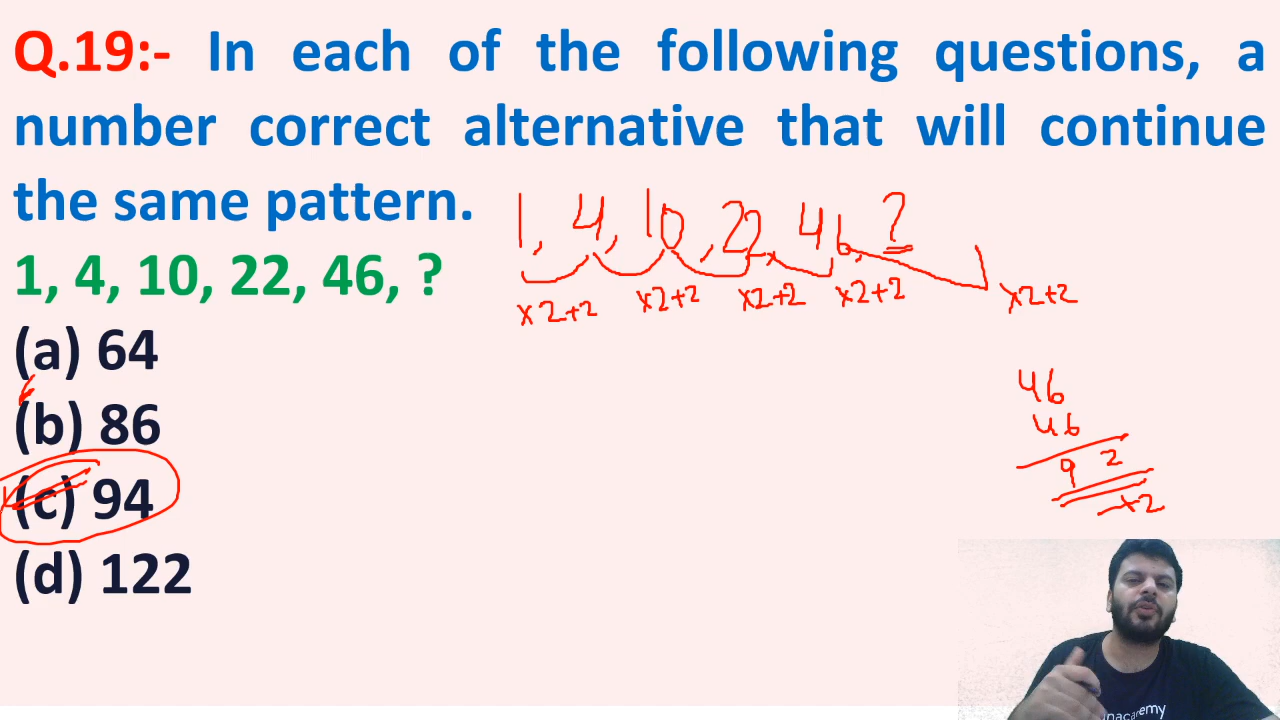 Q.19:- In each of the following questions, a
number correct alternative that will continue
the same pattern.
1, 4, 10, 22, 46, ?
1, 4, 10, 22, 46, ?
x2+2 x2+2 x2+2 x2+2 x2+2
(a) 64
(b) 86
(c) 94
(d) 122
46
46
92
+2
nacademy